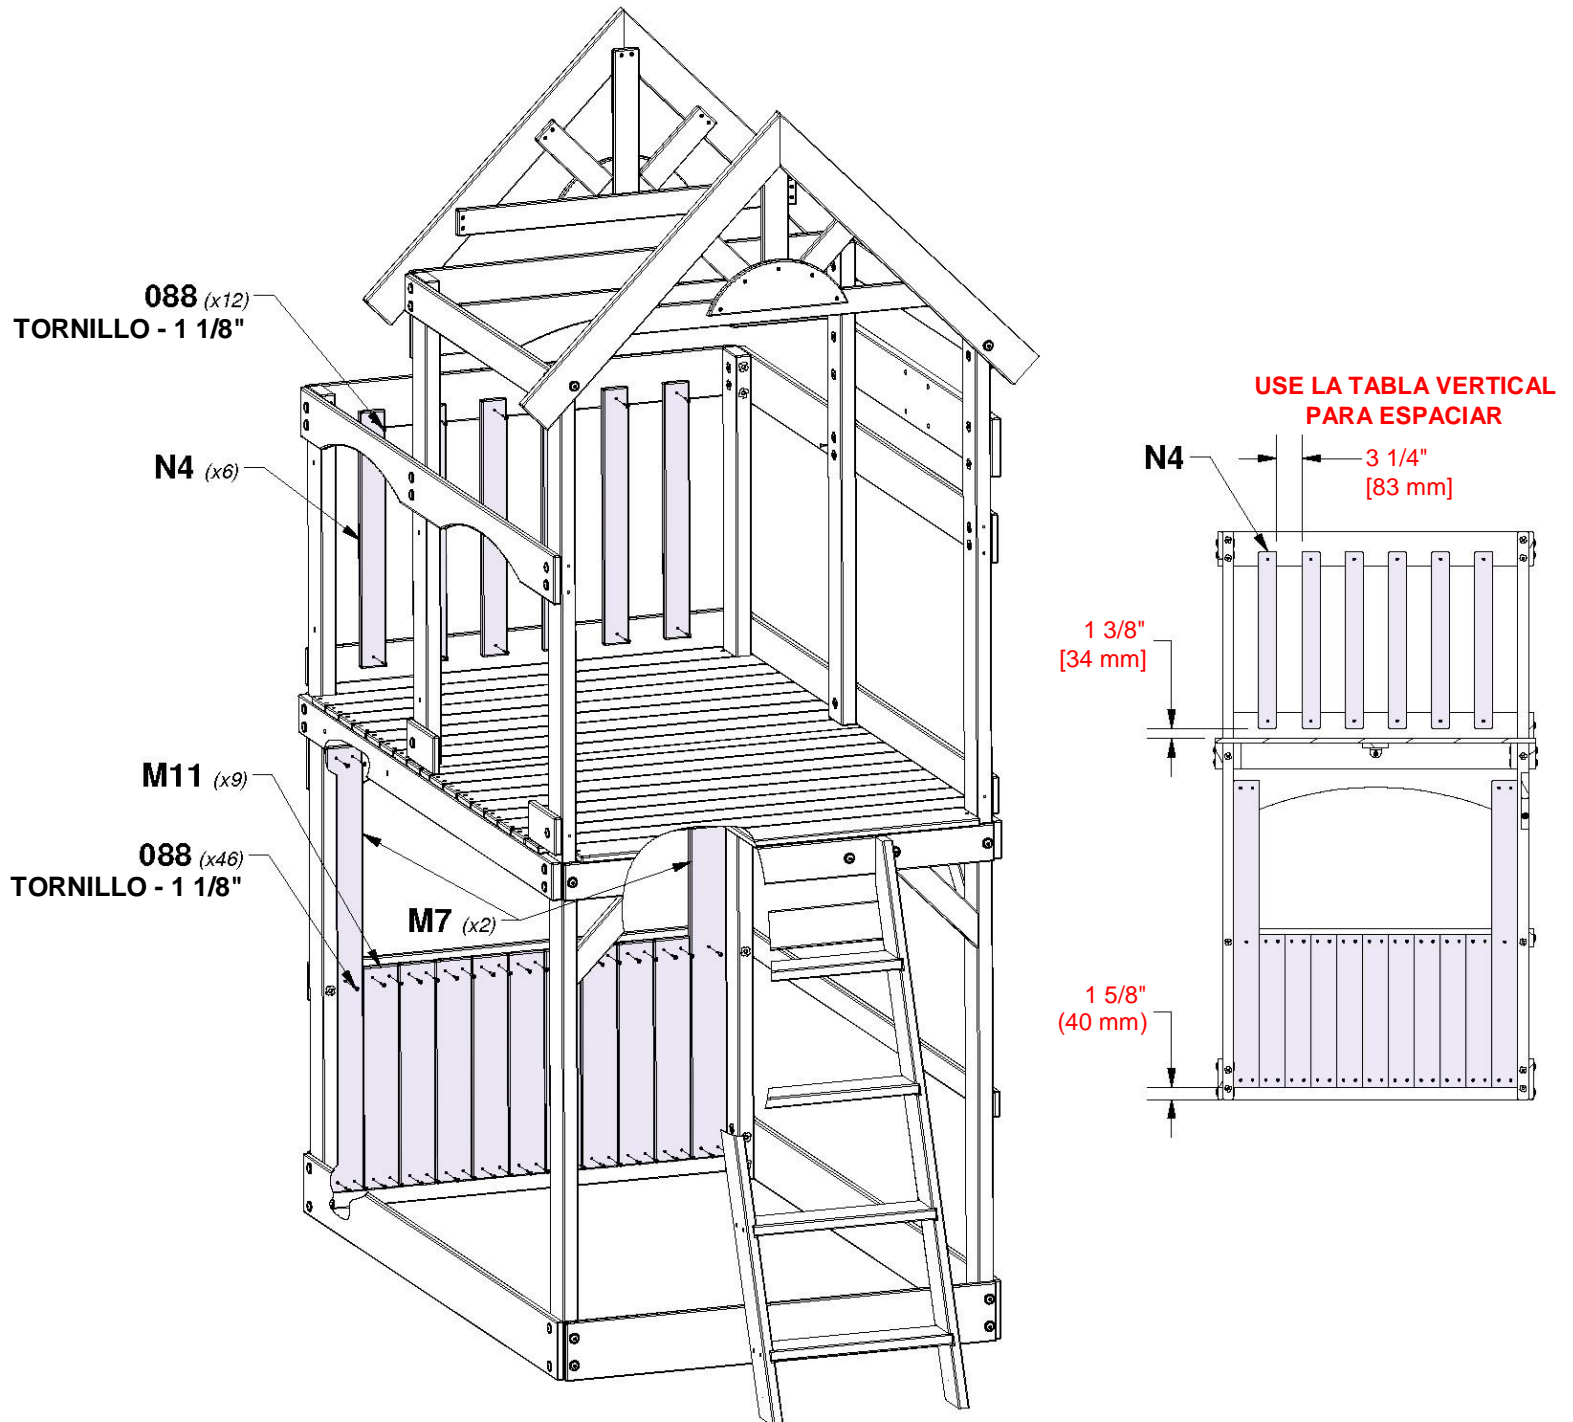 088 (x12)
TORNILLO - 1 1/8"
N4 (x6)
M11 (x9)
088 (x46)
TORNILLO - 1 1/8"
M7 (x2)
USE LA TABLA VERTICAL
PARA ESPACIAR
N4
3 1/4"
[83 mm]
1 3/8"
[34 mm]
1 5/8"
(40 mm)